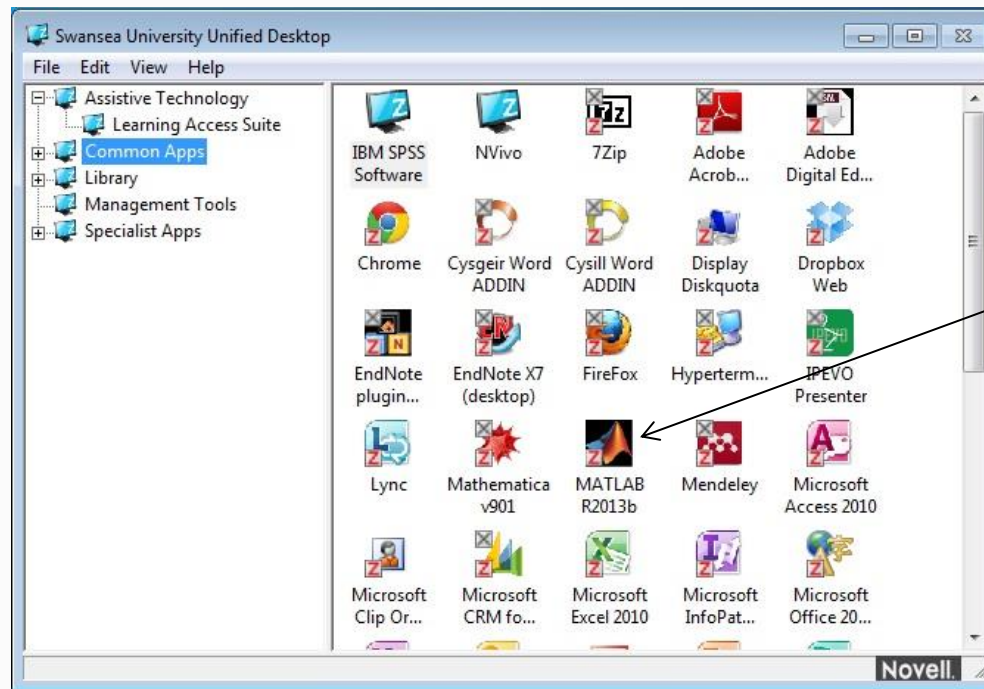 Swansea University Unified Desktop
File Edit View Help
Assistive Technology
Learning Access Suite
Common Apps
Library
Management Tools
Specialist Apps
IBM SPSS
Software
NVivo
7Zip
Adobe
Acrob...
Adobe
Digital Ed...
Chrome
Cysgeir Word
ADDIN
Cysill Word
ADDIN
Display
Diskquota
Dropbox
Web
EndNote
plugin...
EndNote X7
(desktop)
FireFox
Hyperterm...
IPEVO
Presenter
Lync
Mathematica
v901
MATLAB
R2013b
Mendeley
Microsoft
Access 2010
Microsoft
Clip Or...
Microsoft
CRM fo...
Microsoft
Excel 2010
Microsoft
InfoPat...
Microsoft
Office 20...
Novell.